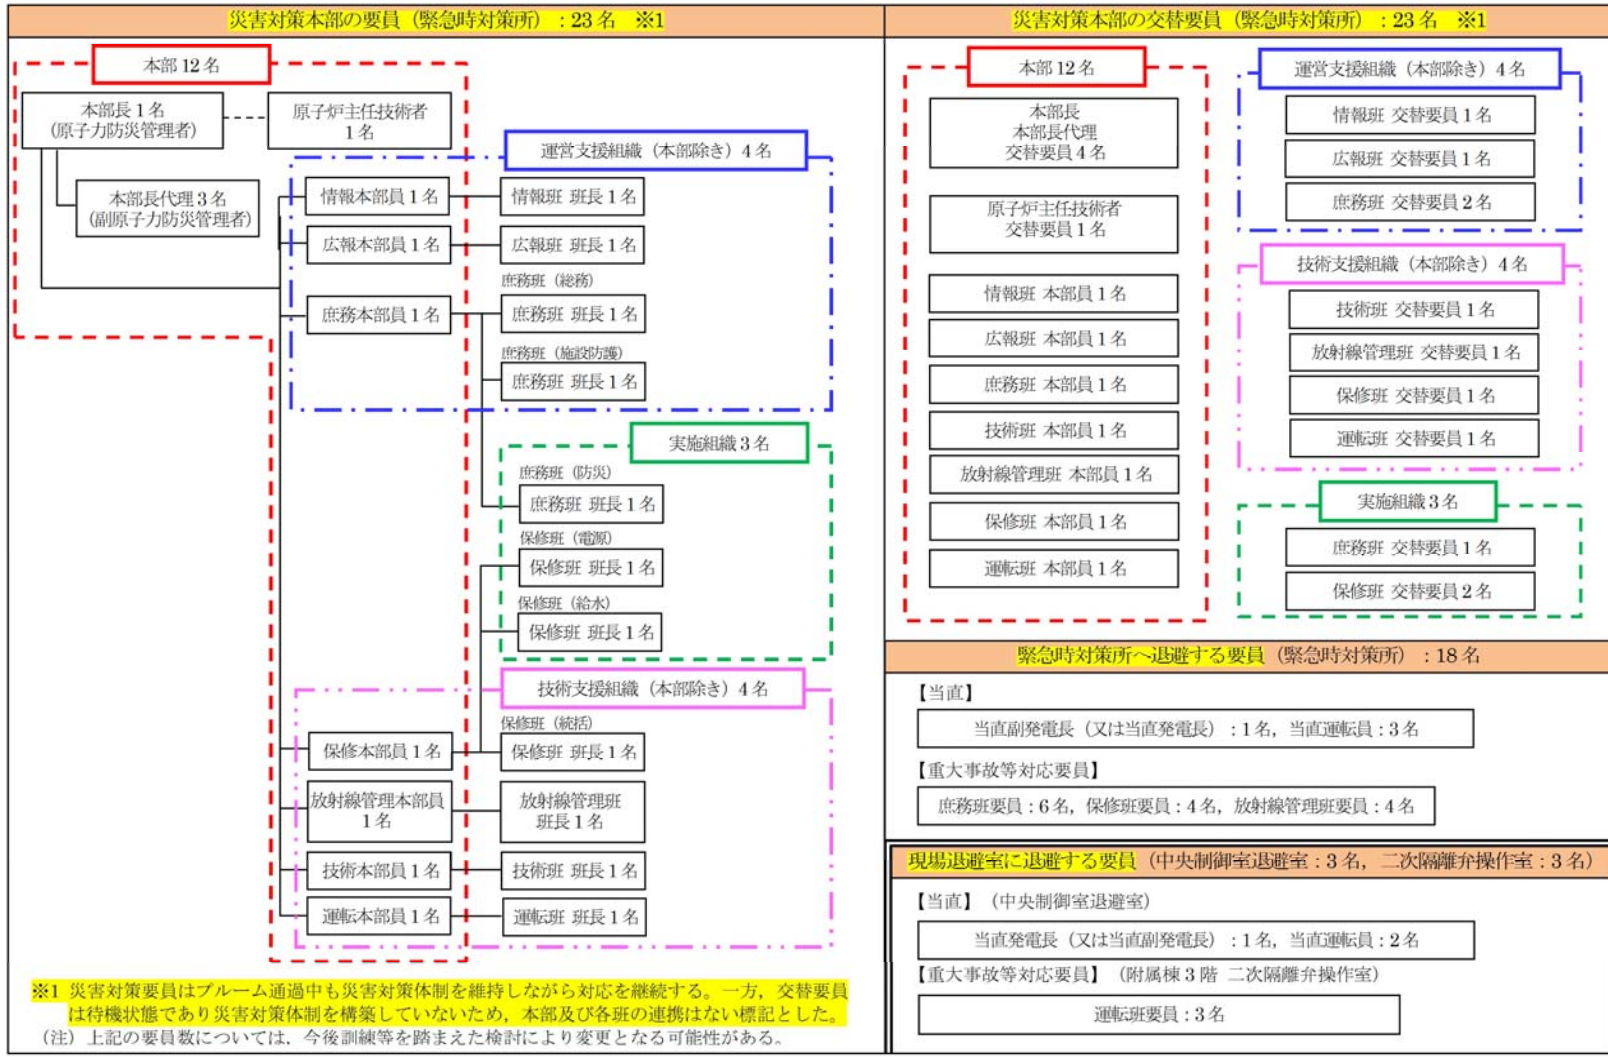 災害対策本部の要員（緊急時対策所）：23名　※1
本部 12名
本部長 1名
(原子力防災管理者)
原子炉主任技術者
1名
本部長代理 3名
(副原子力防災管理者)
運営支援組織（本部除き）4名
情報本部員 1名
情報班 班長 1名
広報本部員 1名
広報班 班長 1名
庶務班（総務）
庶務本部員 1名
庶務班 班長 1名
庶務班（施設防護）
庶務班 班長 1名
実施組織 3名
庶務班（防災）
庶務班 班長 1名
保修班（電源）
保修班 班長 1名
保修班（給水）
保修班 班長 1名
技術支援組織（本部除き）4名
保修班（統括）
保修本部員 1名
保修班 班長 1名
放射線管理本部員
1名
放射線管理班
班長 1名
技術本部員 1名
技術班 班長 1名
運転本部員 1名
運転班 班長 1名
※1 災害対策要員はプルーム通過中も災害対策体制を維持しながら対応を継続する。一方，交替要員
は待機状態であり災害対策体制を構築していないため，本部及び各班の連携はない標記とした。
（注）上記の要員数については，今後訓練等を踏まえた検討により変更となる可能性がある。
災害対策本部の交替要員（緊急時対策所）：23名　※1
本部 12名
本部長
本部長代理
交替要員 4名
原子炉主任技術者
交替要員 1名
情報班 本部員 1名
広報班 本部員 1名
庶務班 本部員 1名
技術班 本部員 1名
放射線管理班 本部員 1名
保修班 本部員 1名
運転班 本部員 1名
運営支援組織（本部除き）4名
情報班 交替要員 1名
広報班 交替要員 1名
庶務班 交替要員 2名
技術支援組織（本部除き）4名
技術班 交替要員 1名
放射線管理班 交替要員 1名
保修班 交替要員 1名
運転班 交替要員 1名
実施組織 3名
庶務班 交替要員 1名
保修班 交替要員 2名
緊急時対策所へ退避する要員（緊急時対策所）：18名
【当直】
当直副発電長（又は当直発電長）：1名，当直運転員：3名
【重大事故等対応要員】
庶務班要員：6名，保修班要員：4名，放射線管理班要員：4名
現場退避室に退避する要員（中央制御室退避室：3名，二次隔離弁操作室：3名）
【当直】（中央制御室退避室）
当直発電長（又は当直副発電長）：1名，当直運転員：2名
【重大事故等対応要員】（附属棟3階 二次隔離弁操作室）
運転班要員：3名